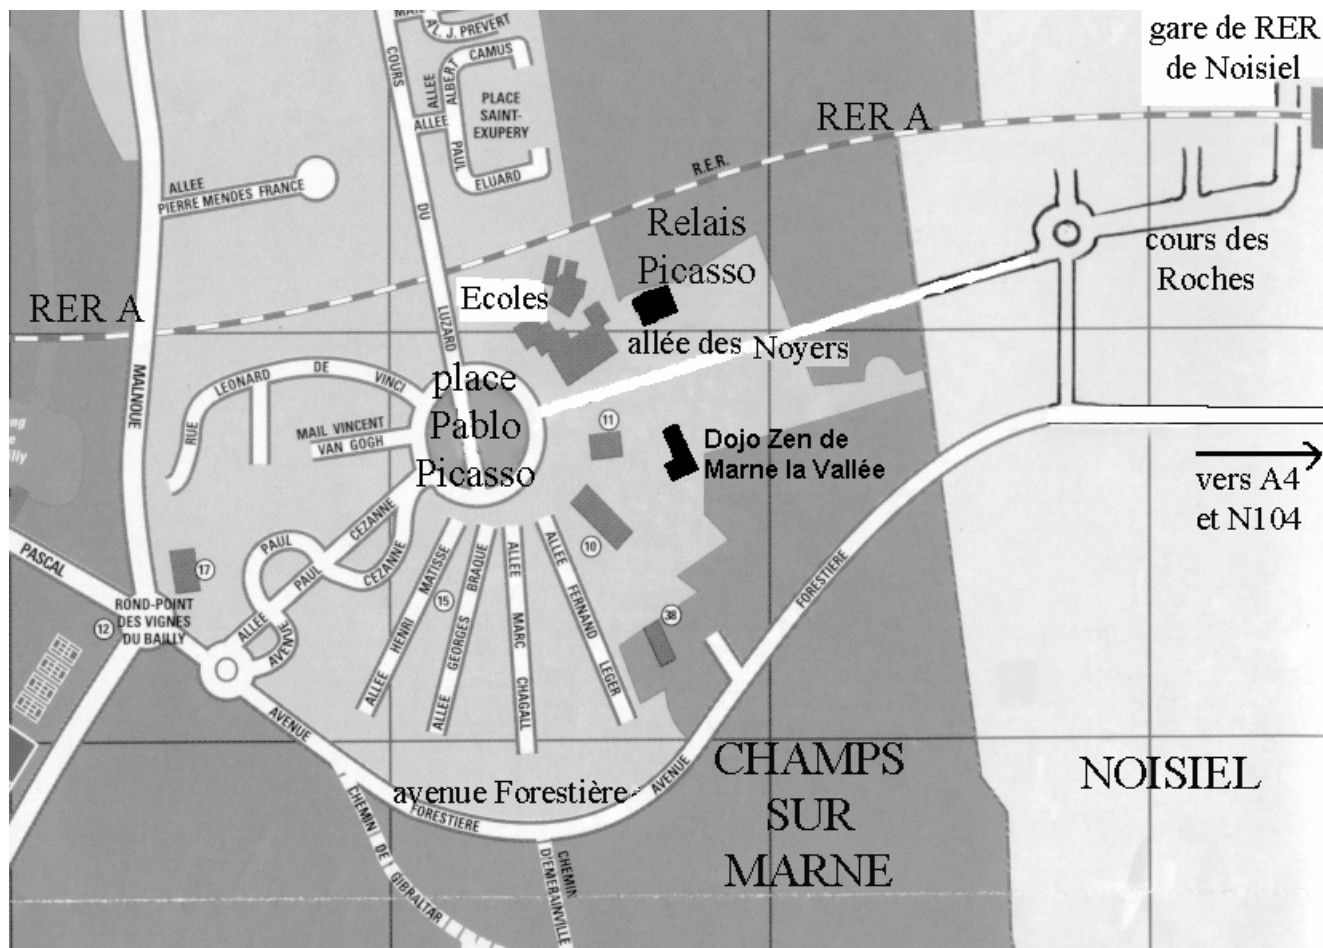 MAI
AL. J. PREVERT
gare de RER
de Noisiel
COURS
DU
LUZARD
ALLEE
ALBERT
CAMUS
PLACE
SAINT-
EXUPERY
ALLEE
PAUL
ELUARD
RER A
R.E.R.
ALLEE
PIERRE MENDES FRANCE
Relais
Picasso
cours des
Roches
RER A
Ecoles
allée des Noyers
MALNOUE
RUE
LEONARD
DE
VINCI
place
Pablo
Picasso
MAIL VINCENT
VAN GOGH
11
Dojo Zen de
Marne la Vallée
vers A4
et N104
PASCAL
17
ALLEE
PAUL
CEZANNE
AVENUE
PAUL
CEZANNE
10
ROND-POINT
DES VIGNES
DU BAILLY
12
15
38
ALLEE
HENRI
MATISSE
ALLEE
GEORGES
BRAQUE
ALLEE
MARC
CHAGALL
ALLEE
FERNAND
LEGER
FORESTIERE
AVENUE
AVENUE
FORESTIERE
avenue Forestière
CHAMPS
SUR
MARNE
NOISIEL
CHEMIN
DE
GIBRALTAR
CHEMIN
D'EMERAINVILLE